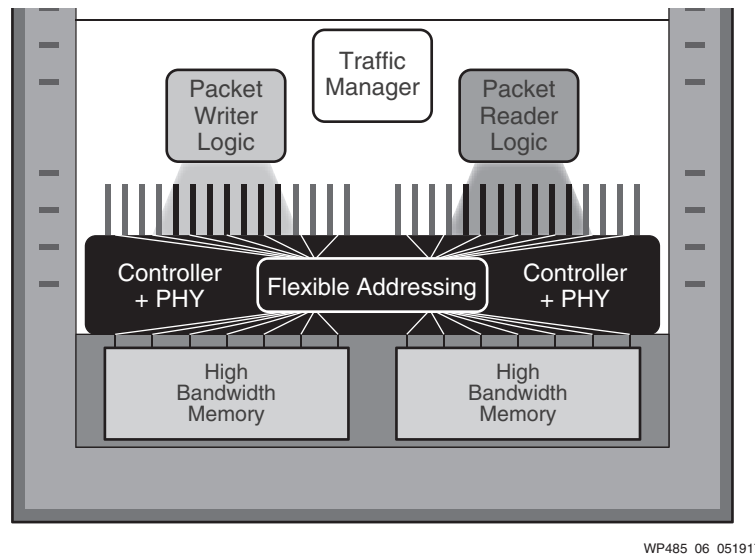 Traffic
Manager
Packet
Writer
Logic
Packet
Reader
Logic
Controller
+ PHY
Flexible Addressing
Controller
+ PHY
High
Bandwidth
Memory
High
Bandwidth
Memory